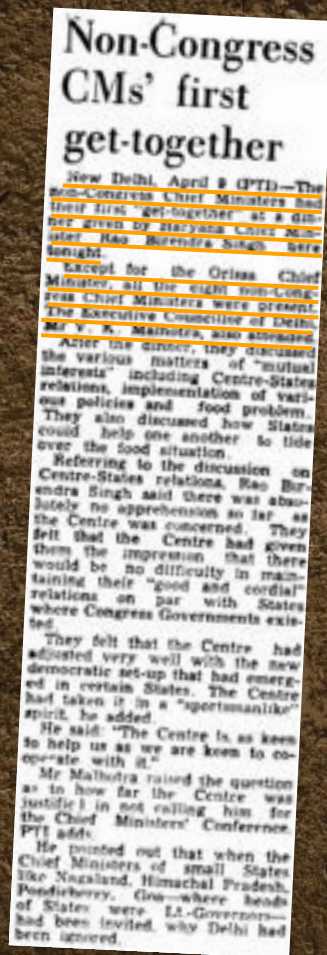 Non-Congress
CMs' first
get-together
New Delhi, April 9 (PTI)—The
non-Congress Chief Ministers had
their first "get-together" at a din-
ner given by Haryana Chief Min-
ister Rao Birendra Singh here
tonight.
Except for the Orissa Chief
Minister, all the eight non-Cong-
ress Chief Ministers were present.
The Executive Councillor of Delhi,
Mr V. K. Malhotra, also attended.
After the dinner, they discussed
the various matters of "mutual
interests" including Centre-States
relations, implementation of vari-
ous policies and food problem.
They also discussed how States
could help one another to tide
over the food situation.
Referring to the discussion on
Centre-States relations, Rao Bir-
endra Singh said there was abso-
lutely no apprehension so far as
the Centre was concerned. They
felt that the Centre had given
them the impression that there
would be no difficulty in main-
taining their "good and cordial"
relations on par with States
where Congress Governments exis-
ted.
They felt that the Centre had
adjusted very well with the new
democratic set-up that had emerg-
ed in certain States. The Centre
had taken it in a "sportsmanlike"
spirit, he added.
He said: "The Centre is as keen
to help us as we are keen to co-
operate with it."
Mr Malhotra raised the question
as to how far the Centre was
justified in not calling him for
the Chief Ministers' Conference,
PTI adds.
He pointed out that when the
Chief Ministers of small States
like Nagaland, Himachal Pradesh,
Pondicherry, Goa—where heads
of States were Lt.-Governors—
had been invited, why Delhi had
been ignored.